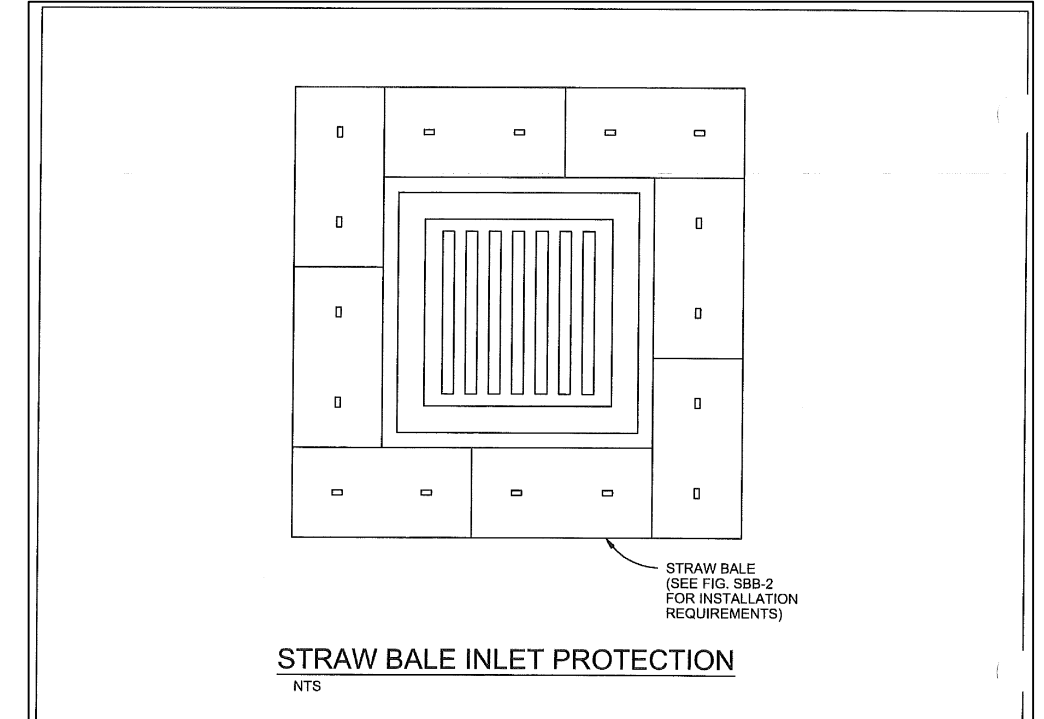 STRAW BALE
(SEE FIG. SBB-2
FOR INSTALLATION
REQUIREMENTS)
STRAW BALE INLET PROTECTION
NTS